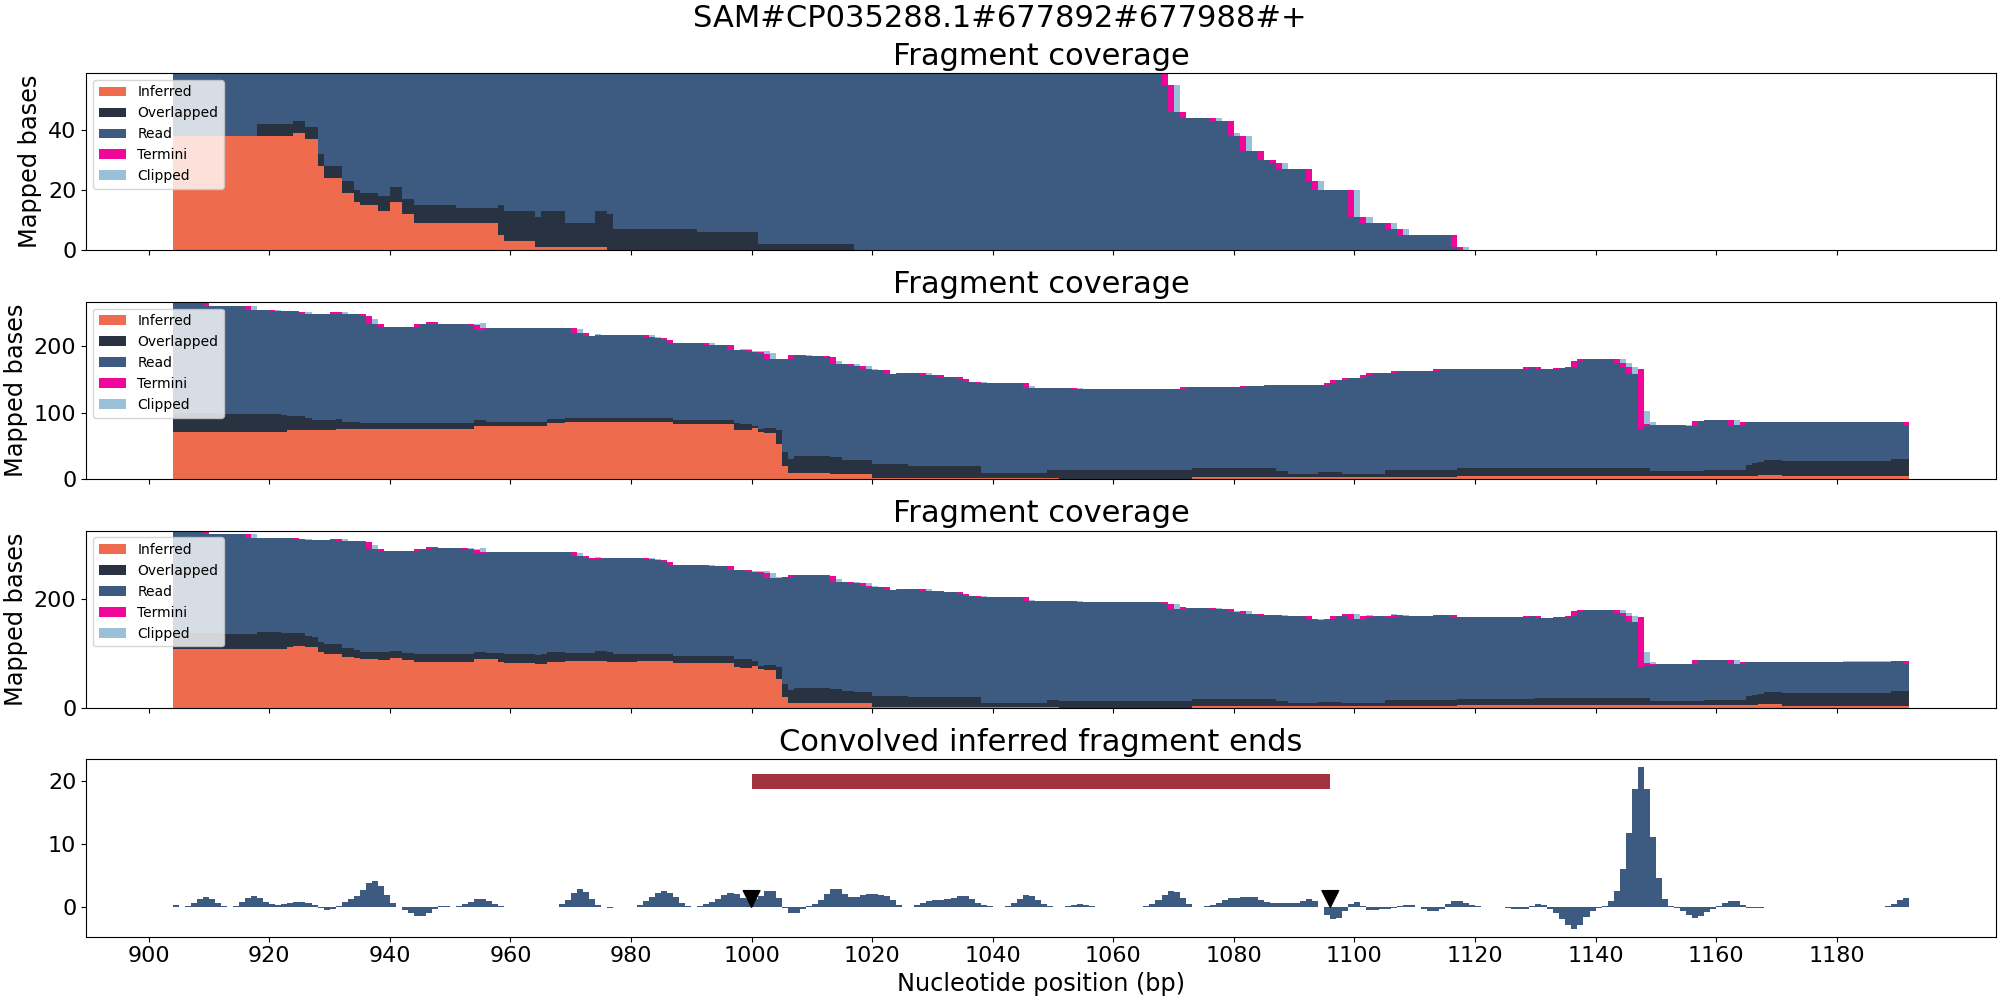 SAM#CP035288.1#677892#677988#+
Fragment coverage
Mapped bases
40
20
0
Inferred
Overlapped
Read
Termini
Clipped
Fragment coverage
Mapped bases
200
100
0
Inferred
Overlapped
Read
Termini
Clipped
Fragment coverage
Mapped bases
200
0
Inferred
Overlapped
Read
Termini
Clipped
Convolved inferred fragment ends
20
10
0
900 920 940 960 980 1000 1020 1040 1060 1080 1100 1120 1140 1160 1180
Nucleotide position (bp)